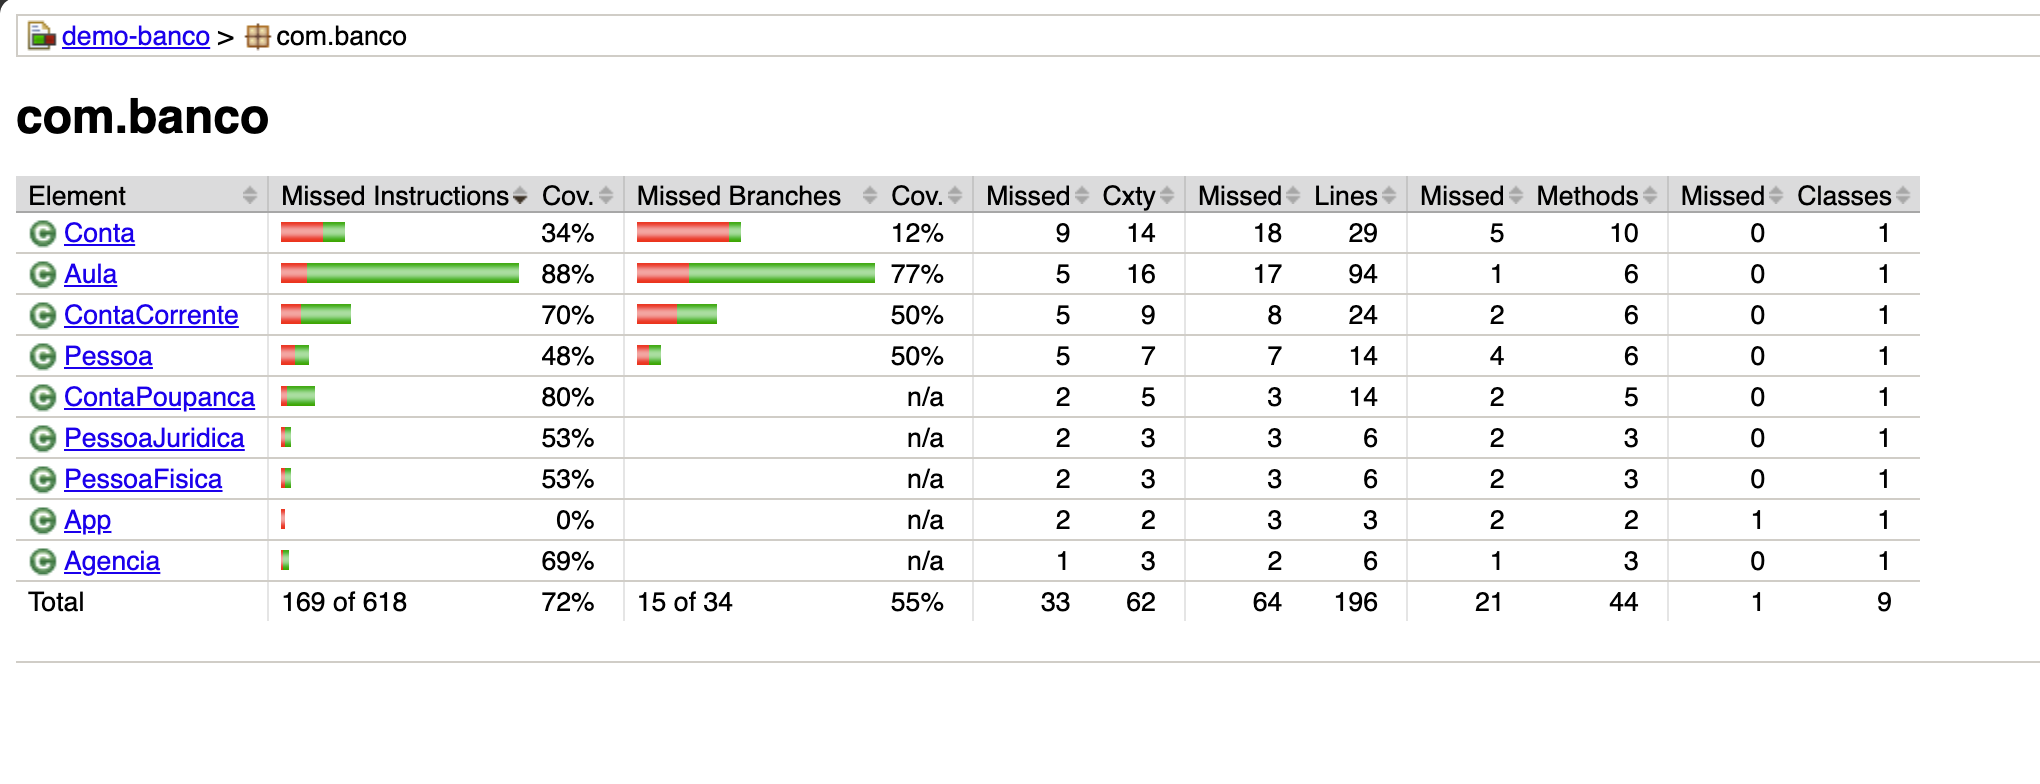 demo-banco > com.banco
com.banco
Element Missed Instructions Cov. Missed Branches Cov. Missed Cxty Missed Lines Missed Methods Missed Classes
Conta 34% 12% 9 14 18 29 5 10 0 1
Aula 88% 77% 5 16 17 94 1 6 0 1
ContaCorrente 70% 50% 5 9 8 24 2 6 0 1
Pessoa 48% 50% 5 7 7 14 4 6 0 1
ContaPoupanca 80% n/a 2 5 3 14 2 5 0 1
PessoaJuridica 53% n/a 2 3 3 6 2 3 0 1
PessoaFisica 53% n/a 2 3 3 6 2 3 0 1
App 0% n/a 2 2 3 3 2 2 1 1
Agencia 69% n/a 1 3 2 6 1 3 0 1
Total 169 of 618 72% 15 of 34 55% 33 62 64 196 21 44 1 9